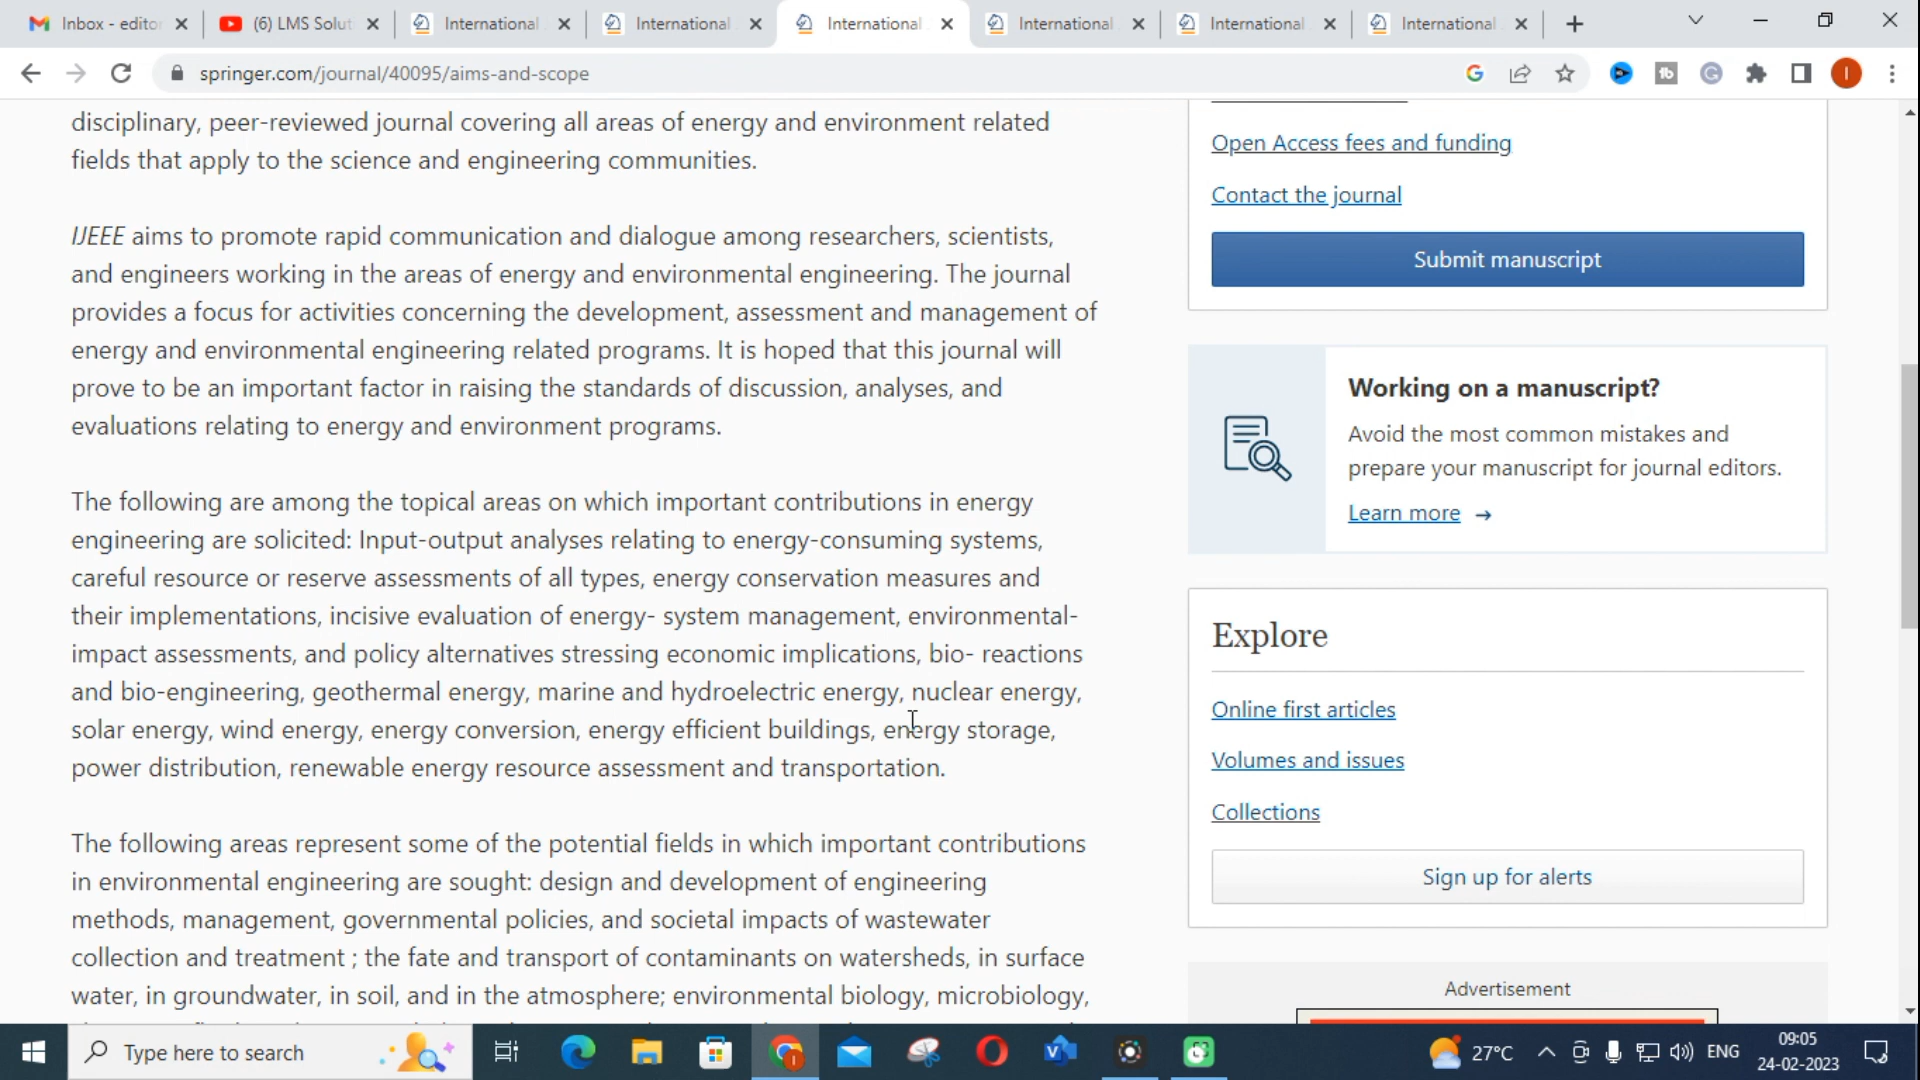 Inbox - editor
(6) LMS Solut
International
International
International
International
International
International
springer.com/journal/40095/aims-and-scope
disciplinary, peer-reviewed journal covering all areas of energy and environment related
fields that apply to the science and engineering communities.
IJEEE aims to promote rapid communication and dialogue among researchers, scientists,
and engineers working in the areas of energy and environmental engineering. The journal
provides a focus for activities concerning the development, assessment and management of
energy and environmental engineering related programs. It is hoped that this journal will
prove to be an important factor in raising the standards of discussion, analyses, and
evaluations relating to energy and environment programs.
The following are among the topical areas on which important contributions in energy
engineering are solicited: Input-output analyses relating to energy-consuming systems,
careful resource or reserve assessments of all types, energy conservation measures and
their implementations, incisive evaluation of energy- system management, environmental-
impact assessments, and policy alternatives stressing economic implications, bio- reactions
and bio-engineering, geothermal energy, marine and hydroelectric energy, nuclear energy,
solar energy, wind energy, energy conversion, energy efficient buildings, energy storage,
power distribution, renewable energy resource assessment and transportation.
The following areas represent some of the potential fields in which important contributions
in environmental engineering are sought: design and development of engineering
methods, management, governmental policies, and societal impacts of wastewater
collection and treatment ; the fate and transport of contaminants on watersheds, in surface
water, in groundwater, in soil, and in the atmosphere; environmental biology, microbiology,
Open Access fees and funding
Contact the journal
Submit manuscript
Working on a manuscript?
Avoid the most common mistakes and
prepare your manuscript for journal editors.
Learn more →
Explore
Online first articles
Volumes and issues
Collections
Sign up for alerts
Advertisement
Type here to search
27°C
ENG
09:05
24-02-2023